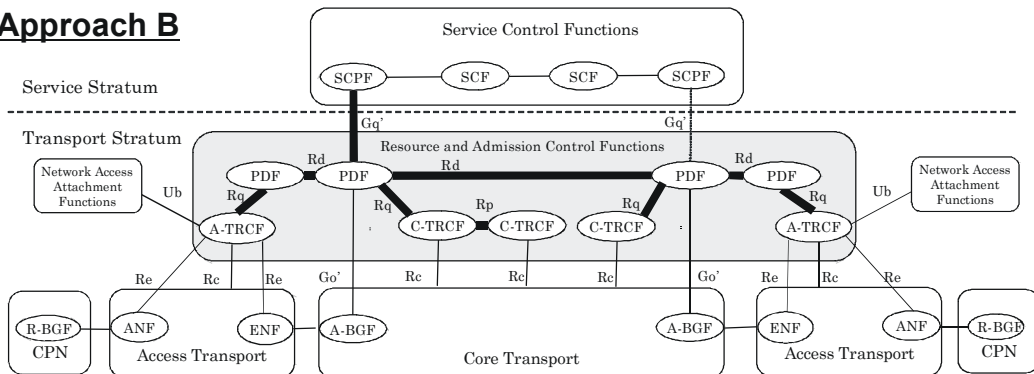 Approach B
Service Control Functions
SCPF SCF SCF SCPF
Service Stratum
Gq’ Gq’
Transport Stratum
Resource and Admission Control Functions
Rd Rd Rd
PDF PDF PDF PDF
Network Access
Attachment
Functions
Ub
Rq Rq Rp Rq Rq
Ub
Network Access
Attachment
Functions
A-TRCF C-TRCF C-TRCF C-TRCF A-TRCF
Re Rc Re Go’ Rc Rc Rc Go’ Re Rc Re
R-BGF ANF ENF A-BGF A-BGF ENF ANF R-BGF
CPN Access Transport Core Transport Access Transport CPN